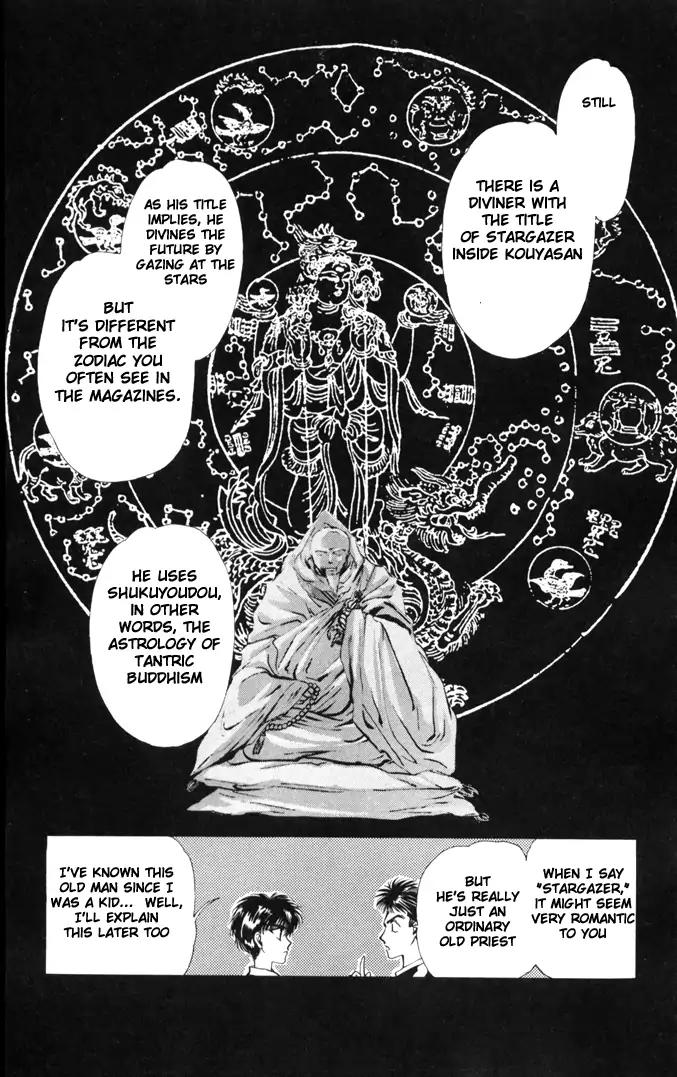 STILL
THERE IS A
DIVINER WITH
THE TITLE
OF STARGAZER
INSIDE KOUYASAN
AS HIS TITLE
IMPLIES, HE
DIVINES THE
FUTURE BY
GAZING AT THE
STARS
BUT
IT'S DIFFERENT
FROM THE
ZODIAC YOU
OFTEN SEE IN
THE MAGAZINES.
HE USES
SHUKUYOUDOU,
IN OTHER
WORDS, THE
ASTROLOGY OF
TANTRIC
BUDDHISM
WHEN I SAY
"STARGAZER,"
IT MIGHT SEEM
VERY ROMANTIC
TO YOU
BUT
HE'S REALLY
JUST AN
ORDINARY
OLD PRIEST
I'VE KNOWN THIS
OLD MAN SINCE I
WAS A KID... WELL,
I'LL EXPLAIN
THIS LATER TOO